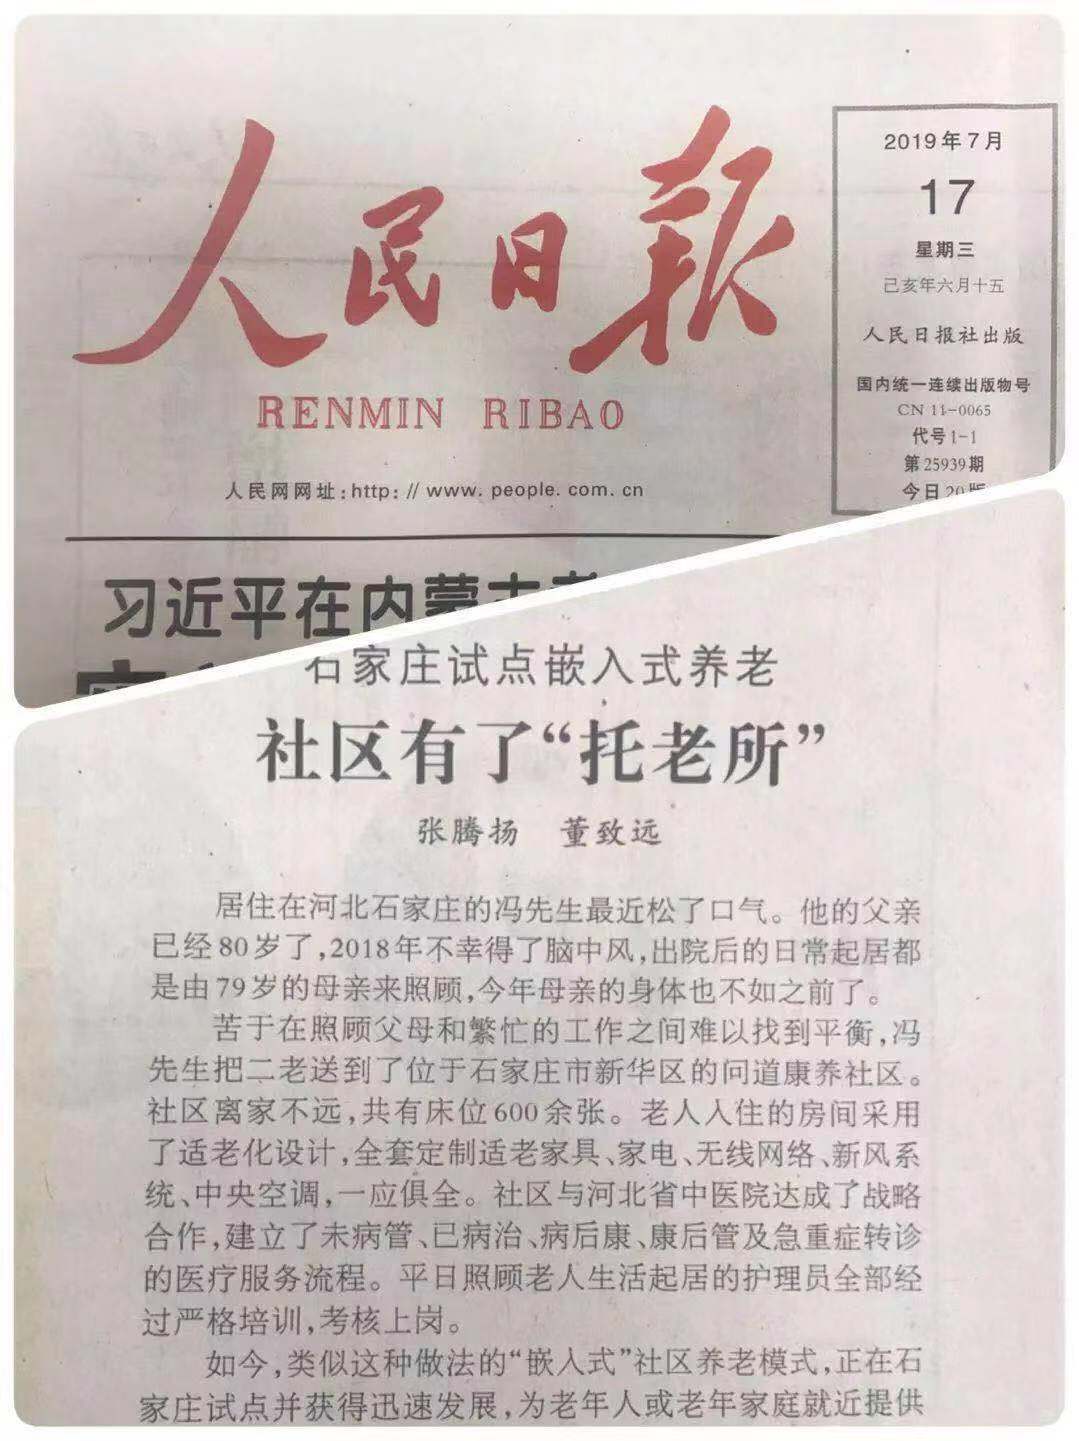 人民日报
RENMIN RIBAO
人民网网址:http://www.people.com.cn
2019年7月
17
星期三
己亥年六月十五
人民日报社出版
国内统一连续出版物号
CN 11-0065
代号1-1
第25939期
今日20版
习近平在内蒙古考
石家庄试点嵌入式养老
社区有了“托老所”
张腾扬 董致远
居住在河北石家庄的冯先生最近松了口气。他的父亲
已经80岁了,2018年不幸得了脑中风,出院后的日常起居都
是由79岁的母亲来照顾,今年母亲的身体也不如之前了。
苦于在照顾父母和繁忙的工作之间难以找到平衡,冯
先生把二老送到了位于石家庄市新华区的问道康养社区。
社区离家不远,共有床位600余张。老人入住的房间采用
了适老化设计,全套定制适老家具、家电、无线网络、新风系
统、中央空调,一应俱全。社区与河北省中医院达成了战略
合作,建立了未病管、已病治、病后康、康后管及急重症转诊
的医疗服务流程。平日照顾老人生活起居的护理员全部经
过严格培训,考核上岗。
如今,类似这种做法的“嵌入式”社区养老模式,正在石
家庄试点并获得迅速发展,为老年人或老年家庭就近提供